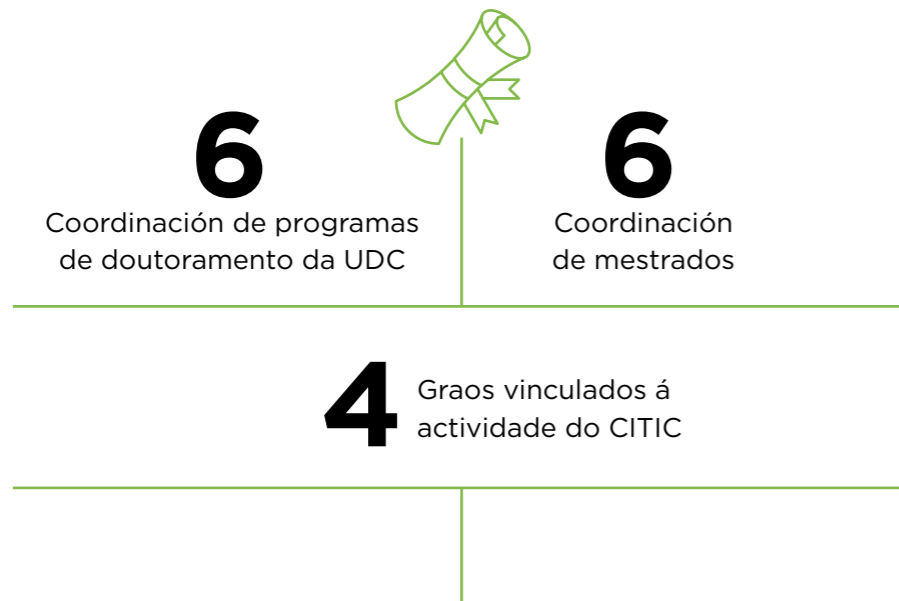 6
Coordinación de programas
de doutoramento da UDC
6
Coordinación
de mestrados
4
Graos vinculados á
actividade do CITIC